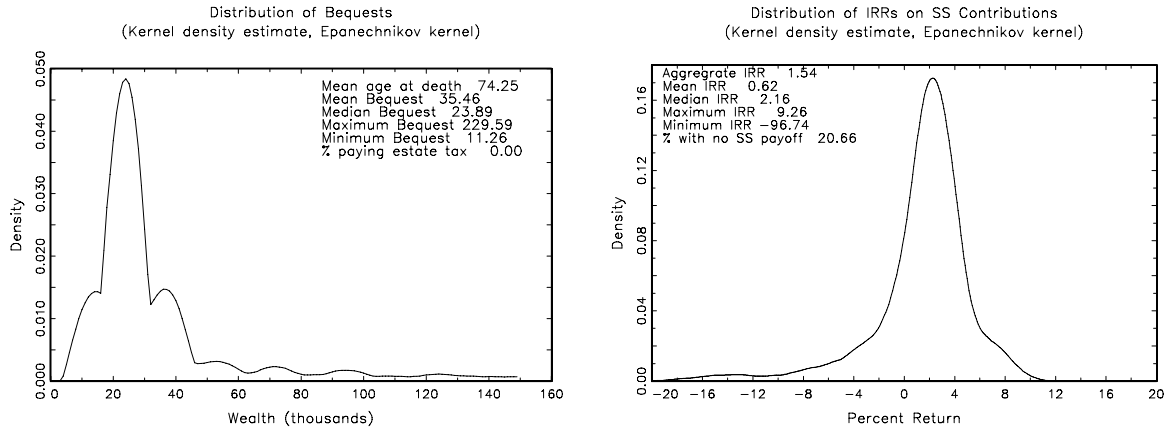 Distribution of Bequests
(Kernel density estimate, Epanechnikov kernel)
Mean age at death 74.25
Mean Bequest 35.46
Median Bequest 23.89
Maximum Bequest 229.59
Minimum Bequest 11.26
% paying estate tax 0.00
Density
0.050
0.040
0.030
0.020
0.010
0.000
0 20 40 60 80 100 120 140 160
Wealth (thousands)
Distribution of IRRs on SS Contributions
(Kernel density estimate, Epanechnikov kernel)
Aggregrate IRR 1.54
Mean IRR 0.62
Median IRR 2.16
Maximum IRR 9.26
Minimum IRR -96.74
% with no SS payoff 20.66
Density
0.16
0.12
0.08
0.04
0.00
-20 -16 -12 -8 -4 0 4 8 12 16 20
Percent Return